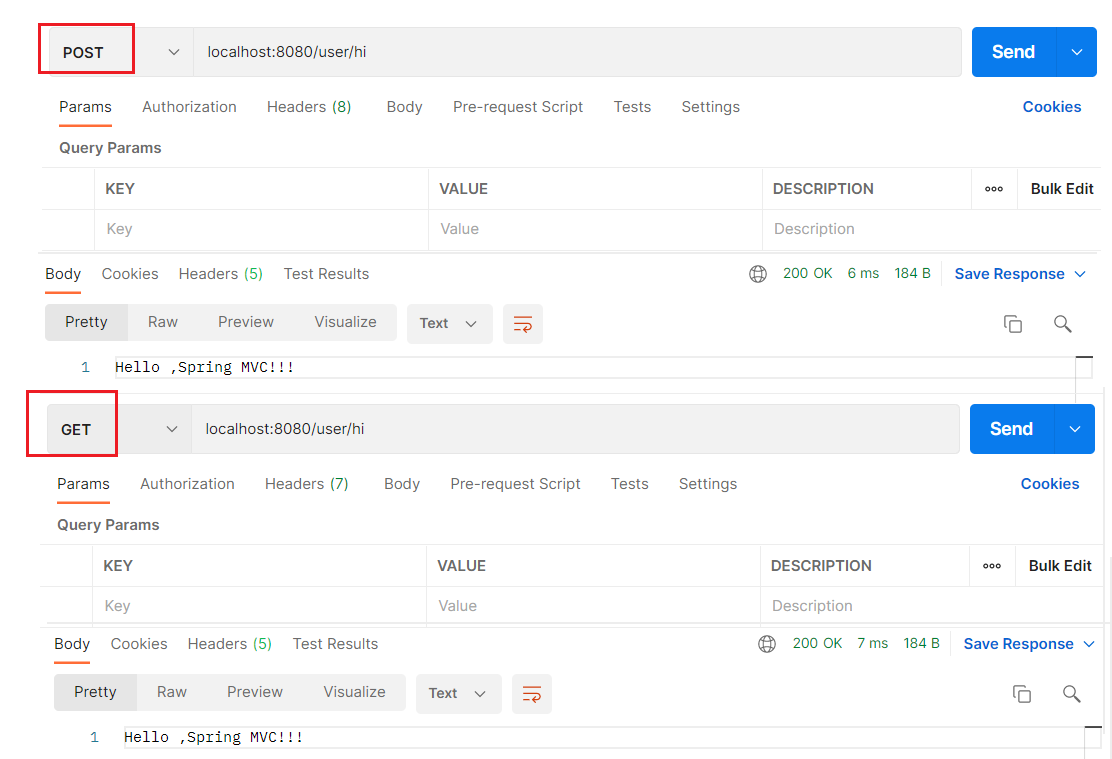 POST localhost:8080/user/hi Send
Params Authorization Headers (8) Body Pre-request Script Tests Settings Cookies
Query Params
KEY VALUE DESCRIPTION ooo Bulk Edit
Key Value Description
Body Cookies Headers (5) Test Results 200 OK 6 ms 184 B Save Response
Pretty Raw Preview Visualize Text
1 Hello ,Spring MVC!!!
GET localhost:8080/user/hi Send
Params Authorization Headers (7) Body Pre-request Script Tests Settings Cookies
Query Params
KEY VALUE DESCRIPTION ooo Bulk Edit
Key Value Description
Body Cookies Headers (5) Test Results 200 OK 7 ms 184 B Save Response
Pretty Raw Preview Visualize Text
1 Hello ,Spring MVC!!!